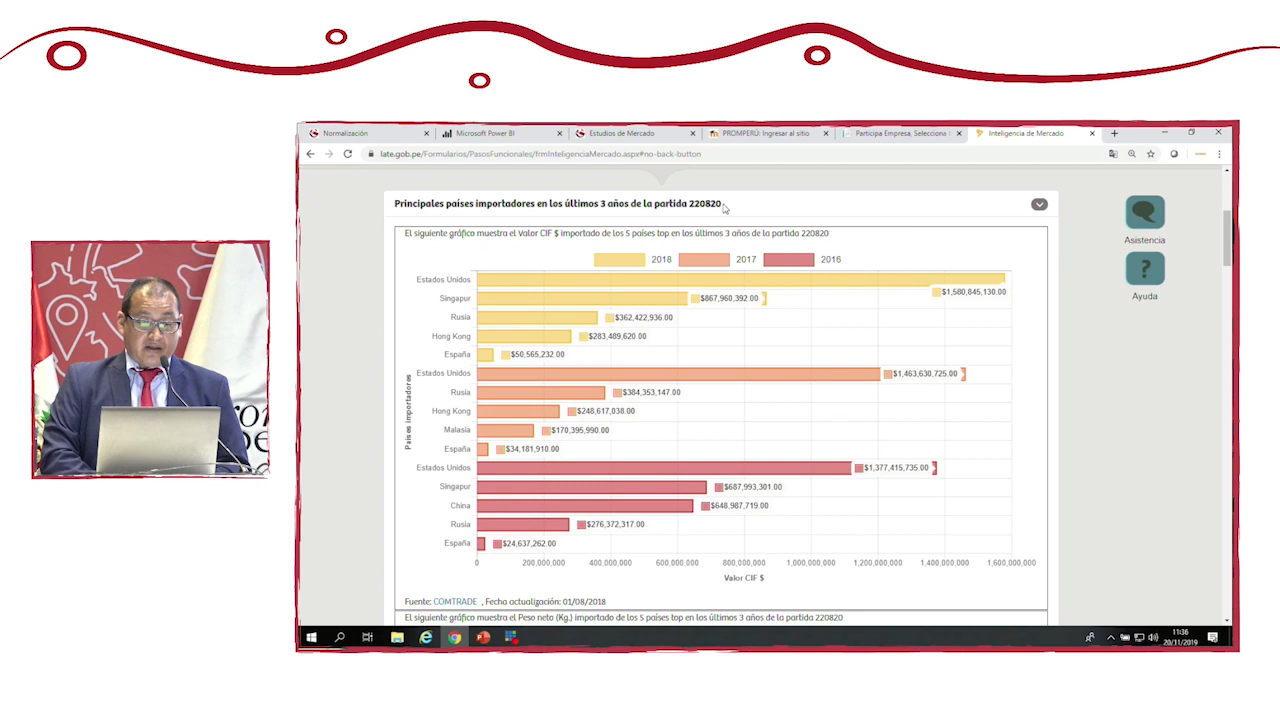 Normalización
Microsoft Power BI
Estudios de Mercado
PROMPERÚ: Ingresar al sitio
Participa Empresa, Selecciona
Inteligencia de Mercado
late.gob.pe/Formularios/PasosFuncionales/frmInteligenciaMercado.aspx#no-back-button
Principales países importadores en los últimos 3 años de la partida 220820
El siguiente gráfico muestra el Valor CIF $ importado de los 5 países top en los últimos 3 años de la partida 220820
2018 2017 2016
Estados Unidos $1,580,845,130.00
Singapur $867,960,392.00
Rusia $362,422,936.00
Hong Kong $283,489,620.00
España $50,565,232.00
Estados Unidos $1,463,630,725.00
Rusia $384,353,147.00
Hong Kong $248,617,038.00
Malasia $170,395,990.00
España $34,181,910.00
Estados Unidos $1,377,415,735.00
Singapur $687,993,301.00
China $648,987,719.00
Rusia $276,372,317.00
España $24,637,262.00
Países importadores
0 200,000,000 400,000,000 600,000,000 800,000,000 1,000,000,000 1,200,000,000 1,400,000,000 1,600,000,000
Valor CIF $
Fuente: COMTRADE , Fecha actualización: 01/08/2018
El siguiente gráfico muestra el Peso neto (Kg.) importado de los 5 países top en los últimos 3 años de la partida 220820
Asistencia
?
Ayuda
11:36
20/11/2019